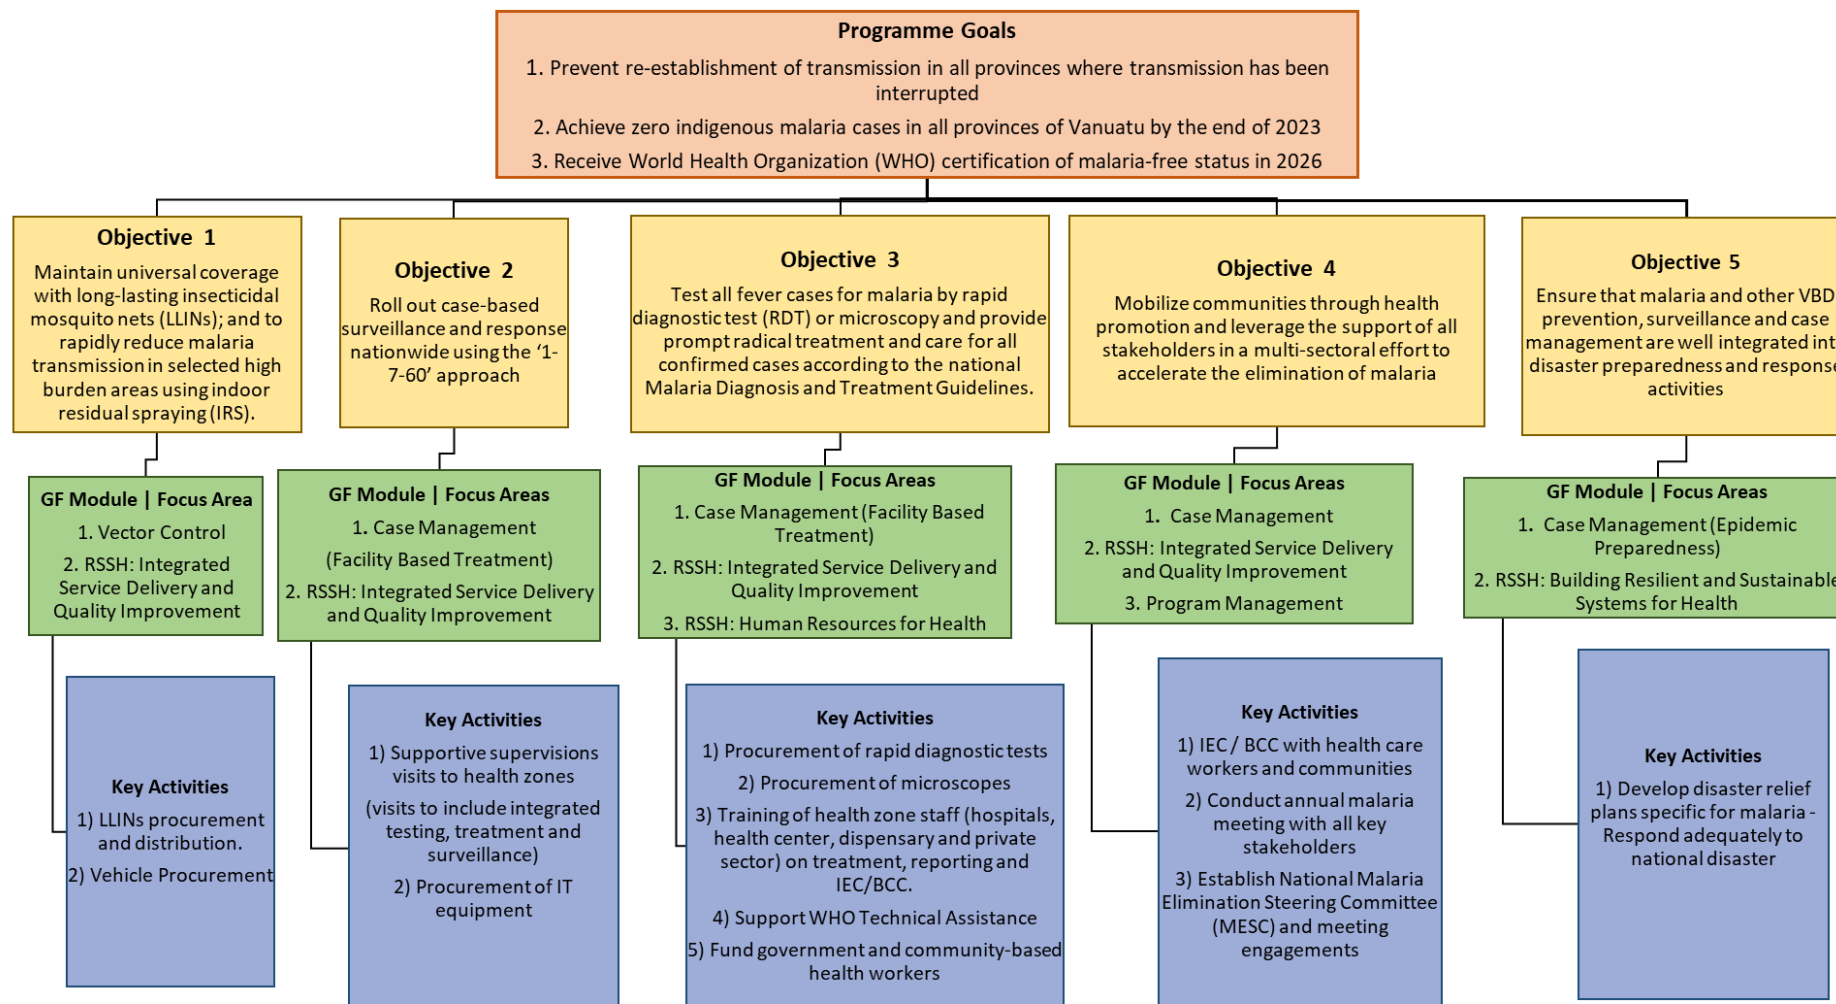 Programme Goals
1. Prevent re-establishment of transmission in all provinces where transmission has been
interrupted
2. Achieve zero indigenous malaria cases in all provinces of Vanuatu by the end of 2023
3. Receive World Health Organization (WHO) certification of malaria-free status in 2026
Objective 1
Maintain universal coverage
with long-lasting insecticidal
mosquito nets (LLINs); and to
rapidly reduce malaria
transmission in selected high
burden areas using indoor
residual spraying (IRS).
Objective 2
Roll out case-based
surveillance and response
nationwide using the ‘1-
7-60’ approach
Objective 3
Test all fever cases for malaria by rapid
diagnostic test (RDT) or microscopy and provide
prompt radical treatment and care for all
confirmed cases according to the national
Malaria Diagnosis and Treatment Guidelines.
Objective 4
Mobilize communities through health
promotion and leverage the support of all
stakeholders in a multi-sectoral effort to
accelerate the elimination of malaria
Objective 5
Ensure that malaria and other VBD
prevention, surveillance and case
management are well integrated int
disaster preparedness and response
activities
GF Module | Focus Area
1. Vector Control
2. RSSH: Integrated
Service Delivery and
Quality Improvement
GF Module | Focus Areas
1. Case Management
(Facility Based Treatment)
2. RSSH: Integrated Service Delivery
and Quality Improvement
GF Module | Focus Areas
1. Case Management (Facility Based
Treatment)
2. RSSH: Integrated Service Delivery and
Quality Improvement
3. RSSH: Human Resources for Health
GF Module | Focus Areas
1. Case Management
2. RSSH: Integrated Service Delivery
and Quality Improvement
3. Program Management
GF Module | Focus Areas
1. Case Management (Epidemic
Preparedness)
2. RSSH: Building Resilient and Sustainable
Systems for Health
Key Activities
1) LLINs procurement
and distribution.
2) Vehicle Procurement
Key Activities
1) Supportive supervisions
visits to health zones
(visits to include integrated
testing, treatment and
surveillance)
2) Procurement of IT
equipment
Key Activities
1) Procurement of rapid diagnostic tests
2) Procurement of microscopes
3) Training of health zone staff (hospitals,
health center, dispensary and private
sector) on treatment, reporting and
IEC/BCC.
4) Support WHO Technical Assistance
5) Fund government and community-based
health workers
Key Activities
1) IEC / BCC with health care
workers and communities
2) Conduct annual malaria
meeting with all key
stakeholders
3) Establish National Malaria
Elimination Steering Committee
(MESC) and meeting
engagements
Key Activities
1) Develop disaster relief
plans specific for malaria -
Respond adequately to
national disaster